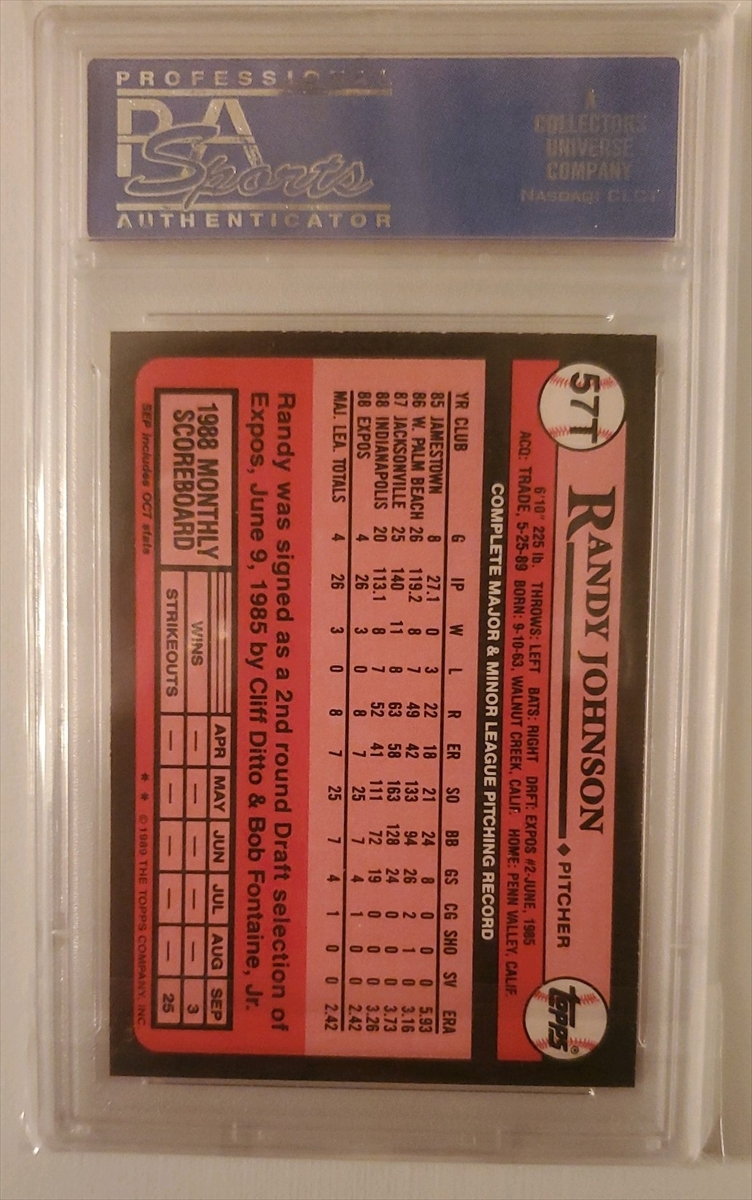 PROFESSIONAL
PSA
Sports
AUTHENTICATOR
A
COLLECTORS
UNIVERSE
COMPANY
NASDAQ: CLCT
57T
RANDY JOHNSON ♦ PITCHER
topps®
6'10" 225 lb. THROWS: LEFT BATS: RIGHT DRFT: EXPOS #2-JUNE, 1985
ACQ: TRADE, 5-25-89 BORN: 9-10-63, WALNUT CREEK, CALIF. HOME: PENN VALLEY, CALIF.
COMPLETE MAJOR & MINOR LEAGUE PITCHING RECORD
YR CLUB G IP W L R ER SO BB GS CG SHO SV ERA
85 JAMESTOWN 8 27.1 0 3 22 18 21 24 8 0 0 0 5.93
86 W. PALM BEACH 26 119.2 8 7 49 42 133 94 26 2 1 0 3.16
87 JACKSONVILLE 25 140 11 8 63 58 163 128 24 0 0 0 3.73
88 INDIANAPOLIS 20 113.1 8 7 52 41 111 72 19 0 0 0 3.26
88 EXPOS 4 26 3 0 8 7 25 7 4 1 0 0 2.42
MAJ. LEA. TOTALS 4 26 3 0 8 7 25 7 4 1 0 0 2.42
Randy was signed as a 2nd round Draft selection of
Expos, June 9, 1985 by Cliff Ditto & Bob Fontaine, Jr.
1988 MONTHLY
SCOREBOARD
APR MAY JUN JUL AUG SEP
WINS — — — — — 3
STRIKEOUTS — — — — — 25
SEP includes OCT stats
* * © 1989 THE TOPPS COMPANY, INC.